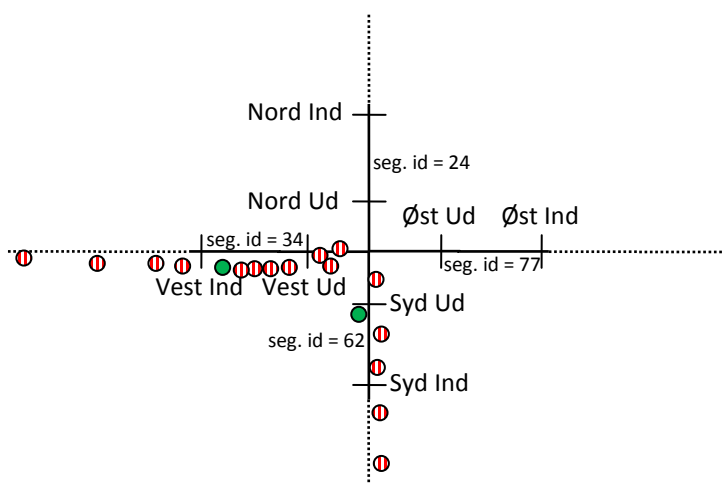 Nord Ind
seg. id = 24
Nord Ud
Øst Ud
Øst Ind
seg. id = 34
seg. id = 77
Vest Ind
Vest Ud
Syd Ud
seg. id = 62
Syd Ind